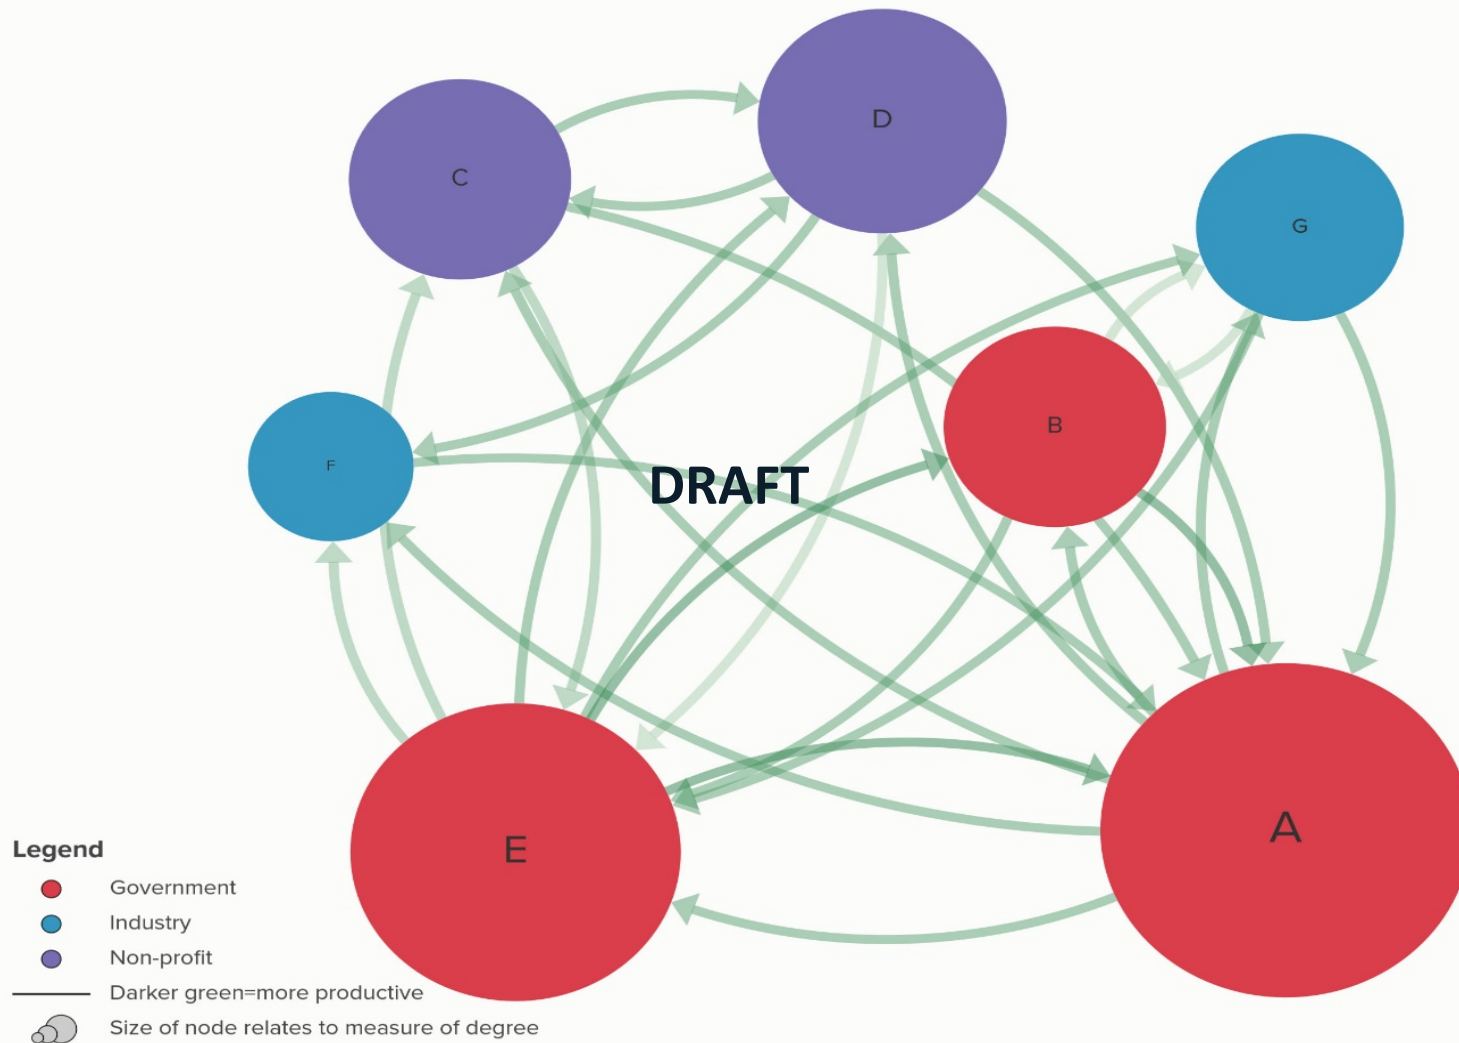 D
C
G
B
F
DRAFT
A
E
Legend
Government
Industry
Non-profit
Darker green=more productive
Size of node relates to measure of degree